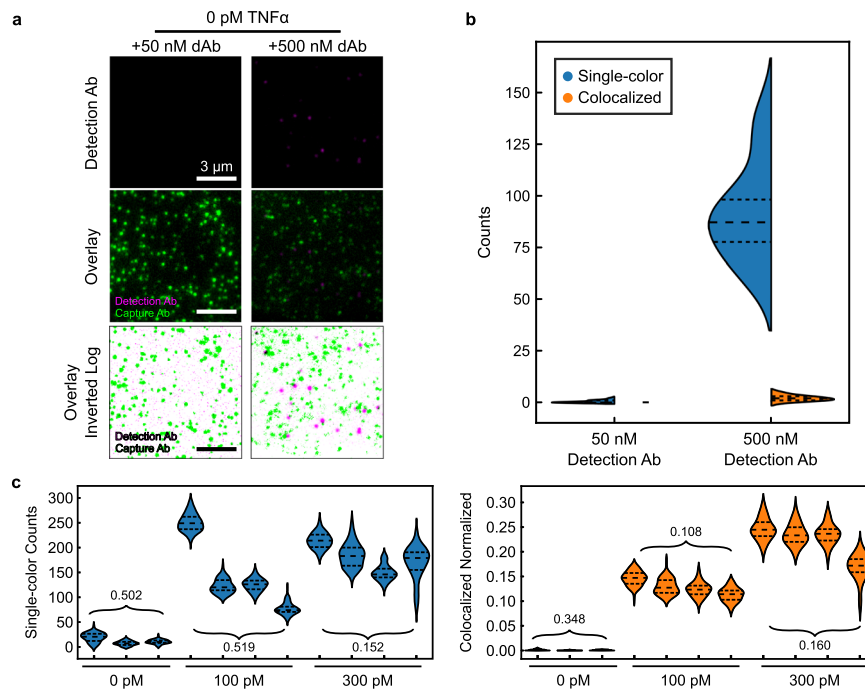 a
0 pM TNFα
+50 nM dAb
+500 nM dAb
Detection Ab
3 µm
Overlay
Detection Ab
Capture Ab
Overlay
Inverted Log
Detection Ab
Capture Ab
b
Single-color
Colocalized
Counts
150
125
100
75
50
25
0
50 nM
Detection Ab
500 nM
Detection Ab
c
Single-color Counts
300
250
200
150
100
50
0
0.502
0.519
0.152
0 pM
100 pM
300 pM
Colocalized Normalized
0.30
0.25
0.20
0.15
0.10
0.05
0.00
0.348
0.108
0.160
0 pM
100 pM
300 pM